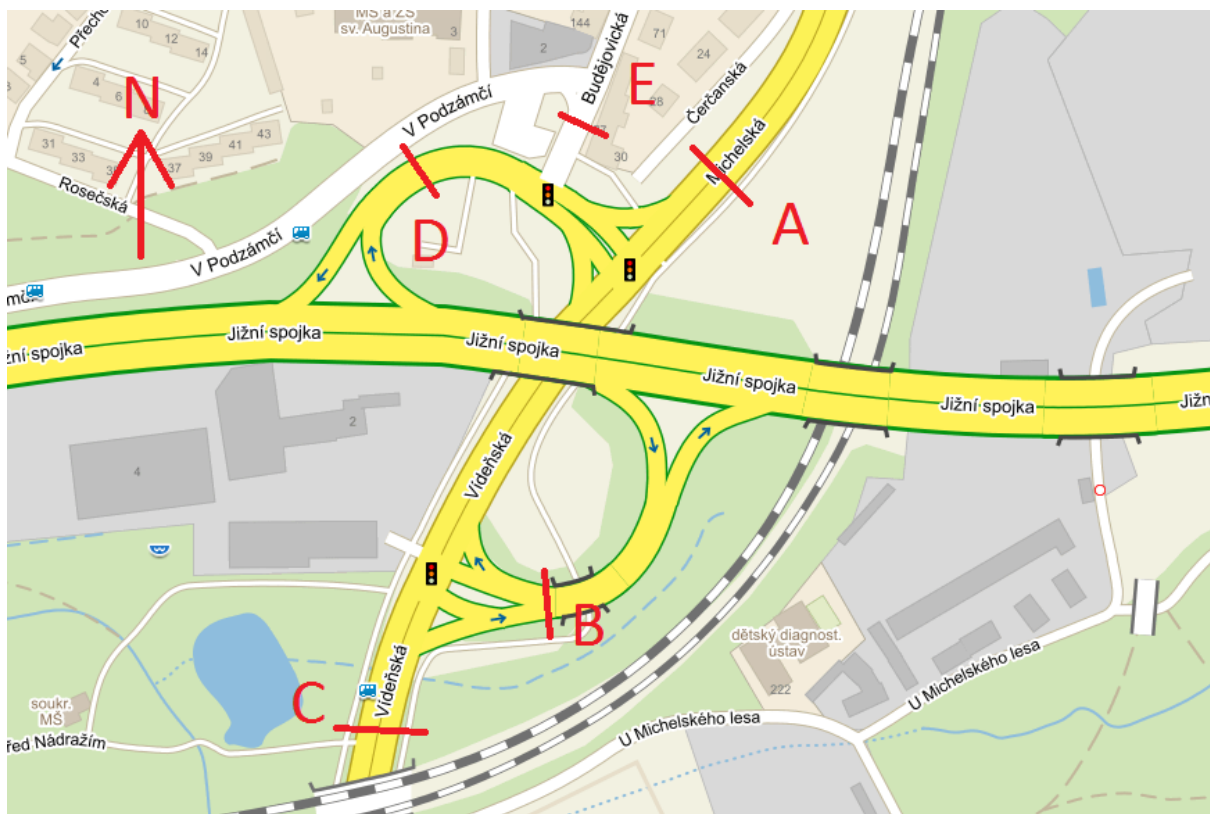 Přecho
10
12
14
5
3
4
6
8
31
33
37
39
41
43
Rosečská
N
MŠ a ZŠ
sv. Augustina
3
144
2
Budějovická
71
24
28
E
30
Čerčanská
Michelská
A
V Podzámčí
D
V Podzámčí
Jižní spojka
Jižní spojka
Jižní spojka
Jižní spojka
Jižní spojka
2
4
Vídeňská
B
dětský diagnost.
ústav
222
C
Vídeňská
soukr.
MŠ
řed Nádražím
U Michelského lesa
U Michelského lesa